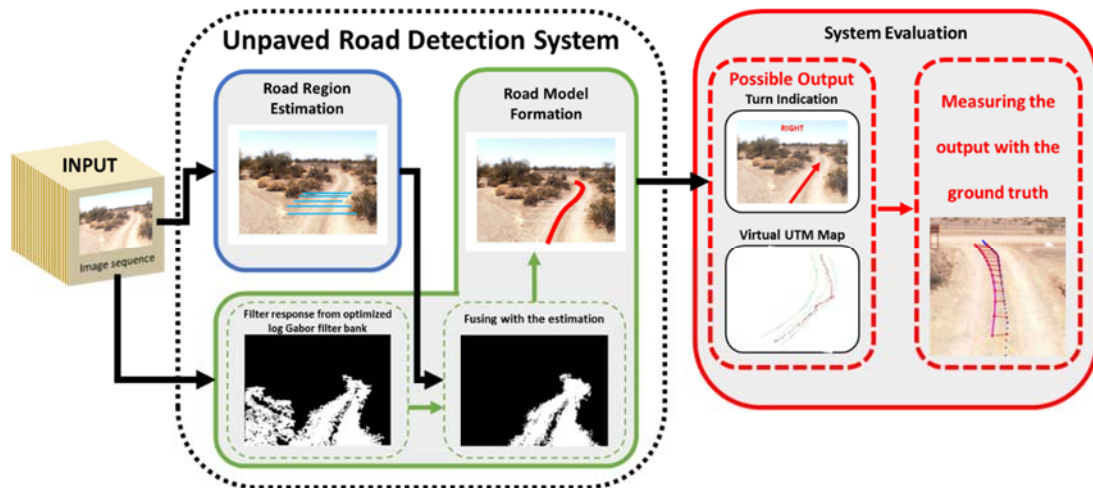 Unpaved Road Detection System
INPUT
Image sequence
Road Region
Estimation
Road Model
Formation
Filter response from optimized
log Gabor filter bank
Fusing with the estimation
System Evaluation
Possible Output
Turn Indication
RIGHT
Virtual UTM Map
Measuring the
output with the
ground truth